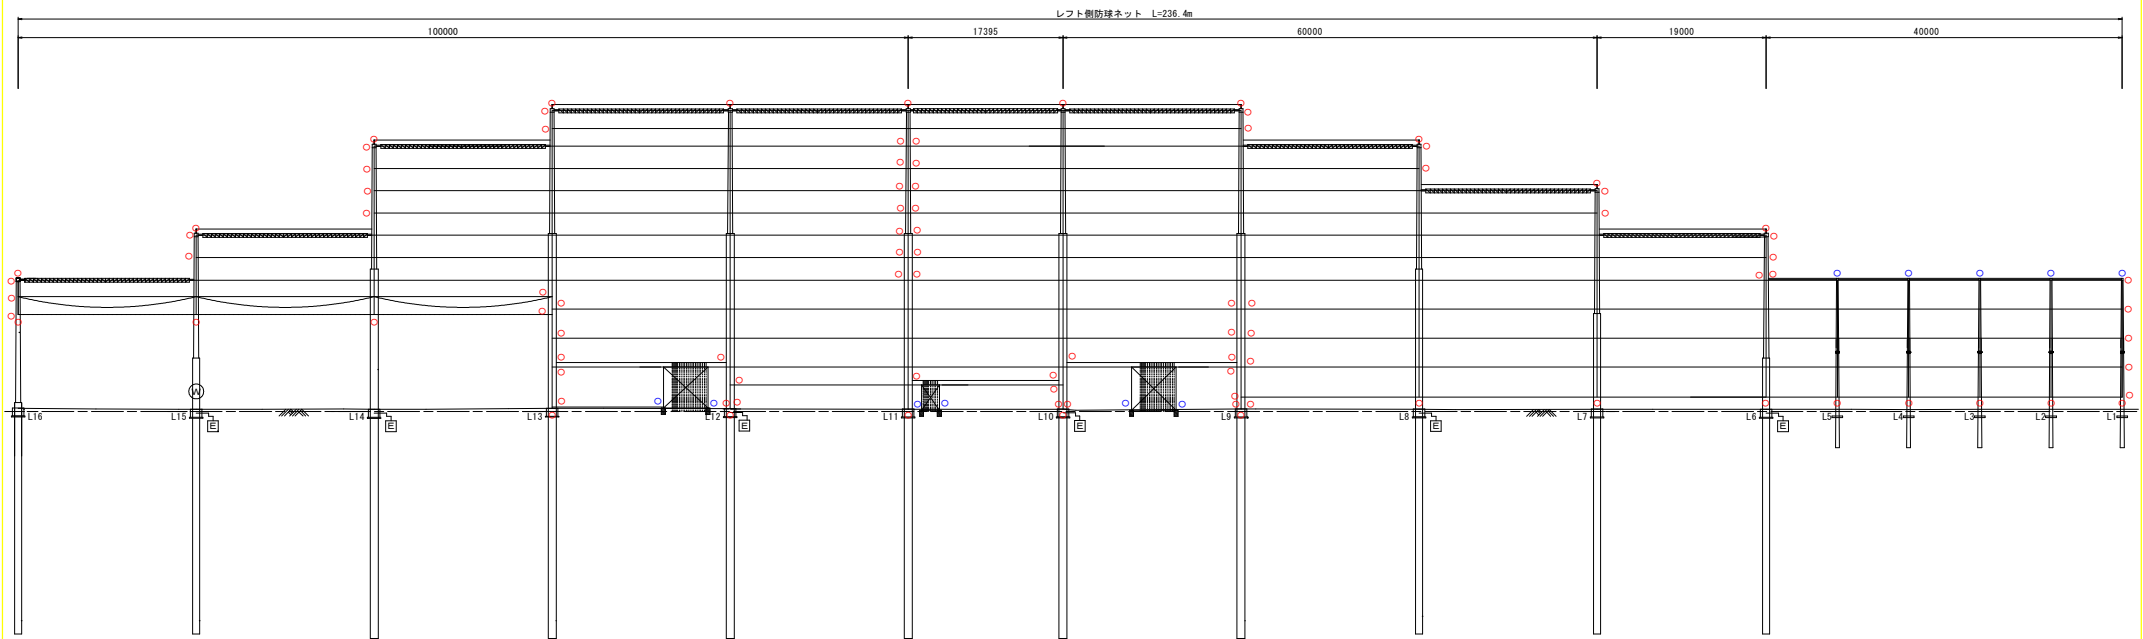 レフト側防球ネット L=236.4m
100000 17395 60000 19000 40000
W
L16 L15 L14 L13 L12 L11 L10 L9 L8 L7 L6 L5 L4 L3 L2 L1
E E E E E E